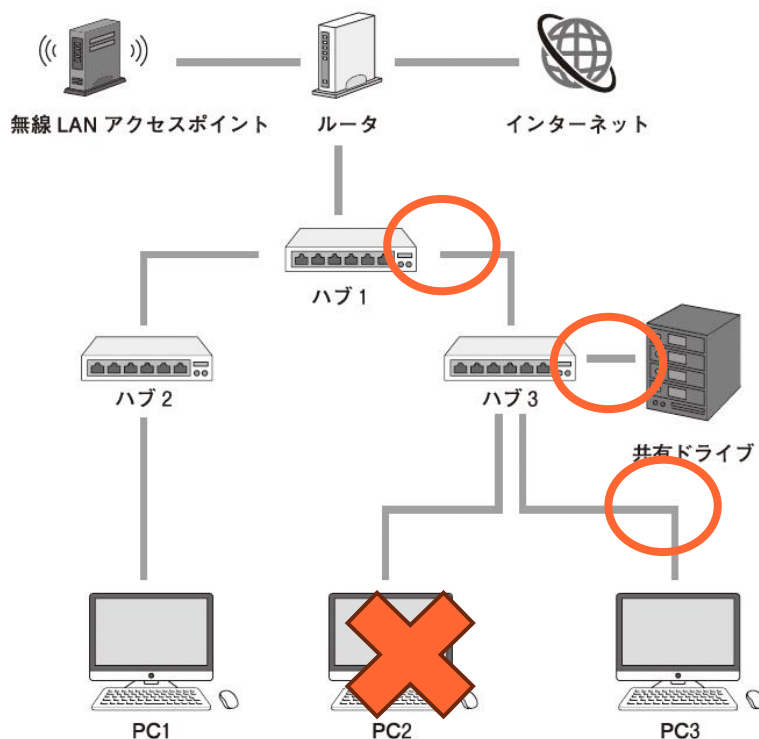 無線 LAN アクセスポイント
ルータ
インターネット
ハブ 1
ハブ 2
ハブ 3
共有ドライブ
PC1
PC2
PC3